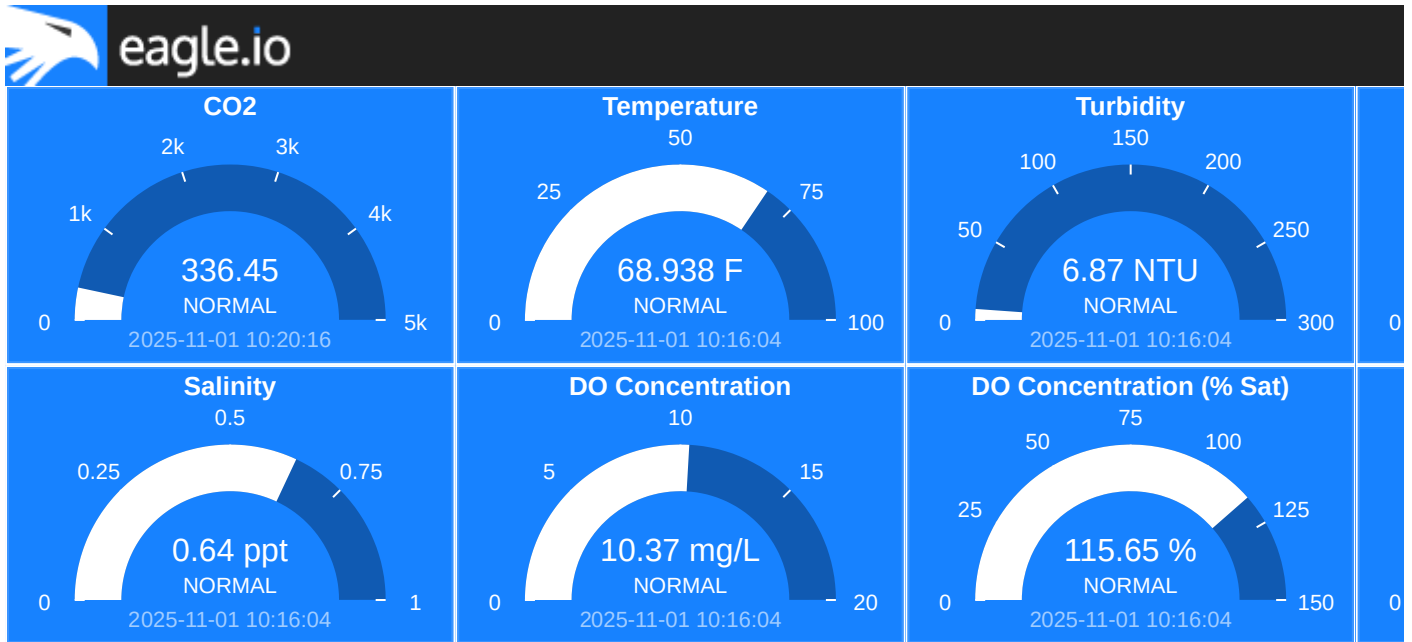 eagle.io
CO2
0
1k
2k
3k
4k
5k
336.45
NORMAL
2025-11-01 10:20:16
Temperature
0
25
50
75
100
68.938 F
NORMAL
2025-11-01 10:16:04
Turbidity
0
50
100
150
200
250
300
6.87 NTU
NORMAL
2025-11-01 10:16:04
0
Salinity
0
0.25
0.5
0.75
1
0.64 ppt
NORMAL
2025-11-01 10:16:04
DO Concentration
0
5
10
15
20
10.37 mg/L
NORMAL
2025-11-01 10:16:04
DO Concentration (% Sat)
0
25
50
75
100
125
150
115.65 %
NORMAL
2025-11-01 10:16:04
0